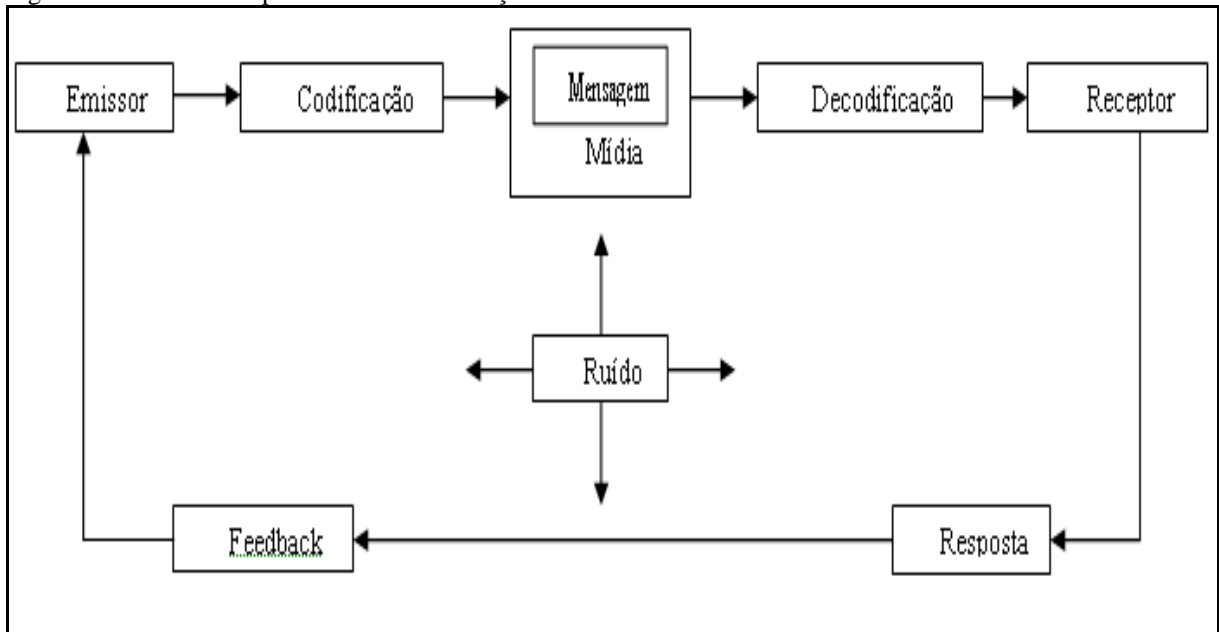 Emissor
Codificação
Mensagem
Mídia
Decodificação
Receptor
Ruído
Feedback
Resposta